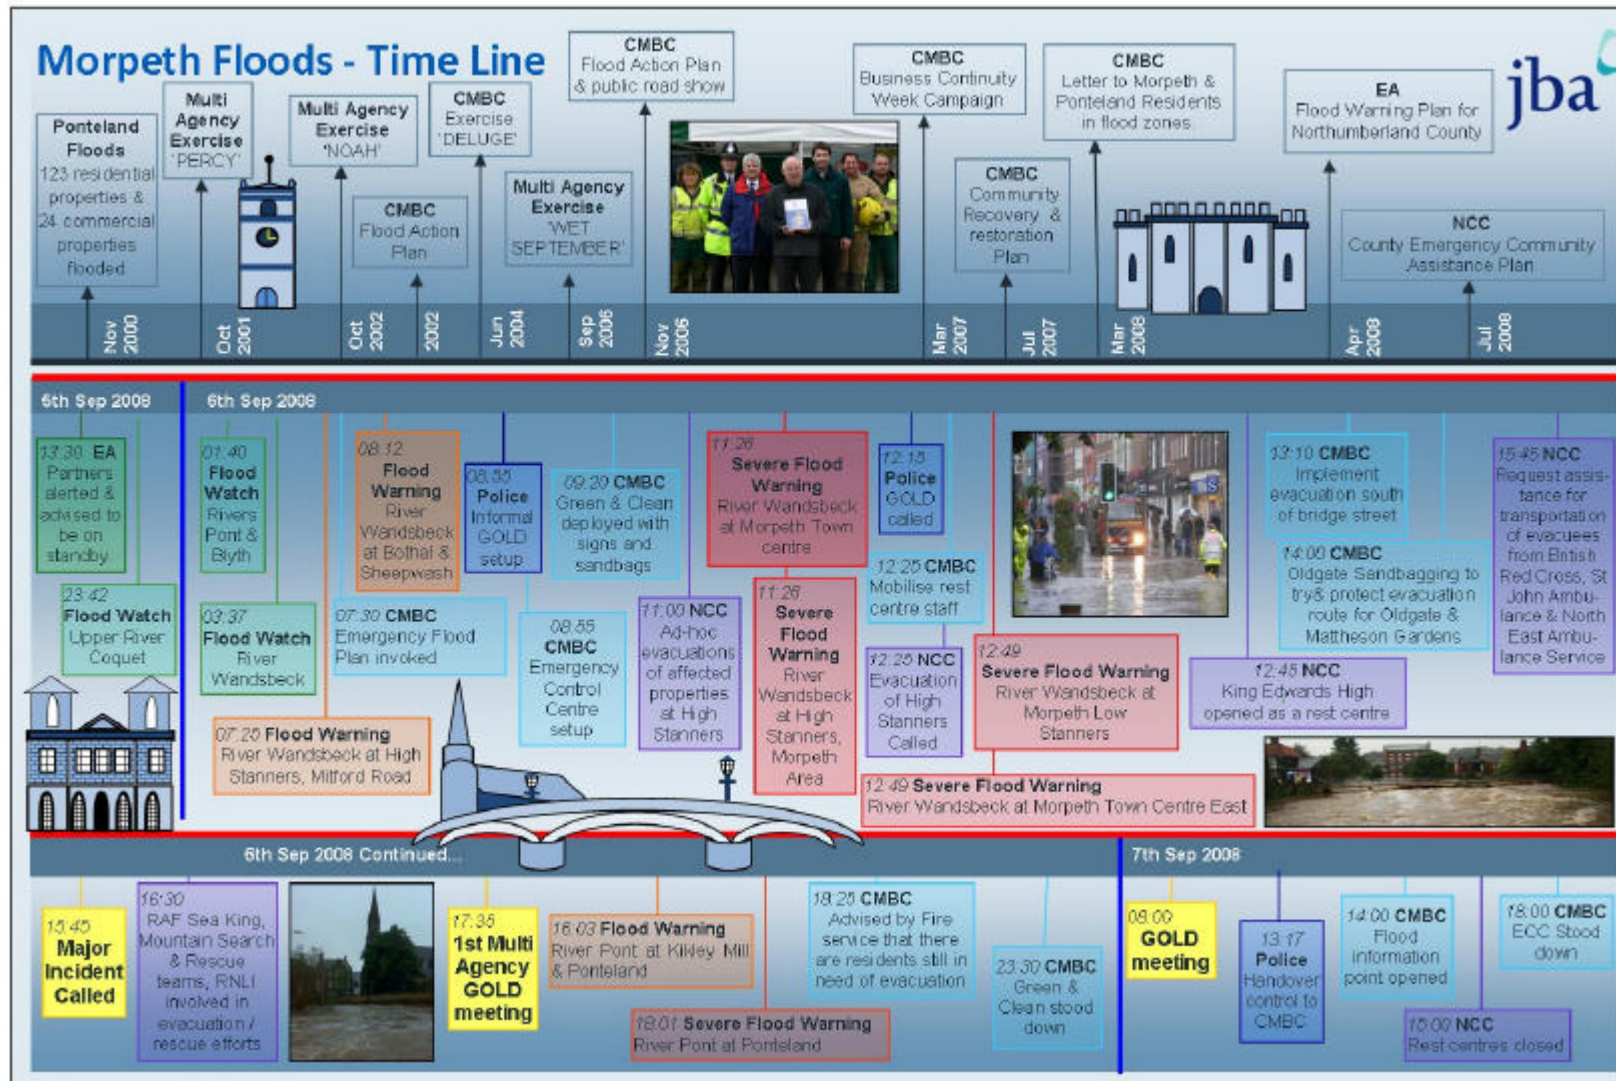 Morpeth Floods - Time Line
jba
Ponteland
Floods
123 residential
properties &
24 commercial
properties
flooded
Multi
Agency
Exercise
'PERCY'
Multi Agency
Exercise
'NOAH'
CMBC
Flood Action
Plan
CMBC
Exercise
'DELUGE'
Multi Agency
Exercise
'WET
SEPTEMBER'
CMBC
Flood Action Plan
& public road show
CMBC
Business Continuity
Week Campaign
CMBC
Community
Recovery &
restoration
Plan
CMBC
Letter to Morpeth &
Ponteland Residents
in flood zones
EA
Flood Warning Plan for
Northumberland County
NCC
County Emergency Community
Assistance Plan
Nov
2000
Oct
2001
Oct
2002
2002
Jun
2004
Sep
2006
Nov
2006
Mar
2007
Jul
2007
Mar
2008
Apr
2008
Jul
2008
6th Sep 2008
6th Sep 2008
13:30 EA
Partners
alerted &
advised to
be on
standby
23:42
Flood Watch
Upper River
Coquet
01:40
Flood
Watch
Rivers
Pont &
Blyth
03:37
Flood Watch
River
Wandsbeck
07:25 Flood Warning
River Wandsbeck at High
Stanners, Mitford Road
07:30 CMBC
Emergency Flood
Plan invoked
08:12
Flood
Warning
River
Wandsbeck
at Bothal &
Sheepwash
08:55
Police
Informal
GOLD
setup
08:55
CMBC
Emergency
Control
Centre
setup
09:20 CMBC
Green & Clean
deployed with
signs and
sandbags
11:00 NCC
Ad-hoc
evacuations
of affected
properties
at High
Stanners
11:26
Severe Flood
Warning
River Wandsbeck
at Morpeth Town
centre
11:26
Severe
Flood
Warning
River
Wandsbeck
at High
Stanners,
Morpeth
Area
12:15
Police
GOLD
called
12:25 CMBC
Mobilise rest
centre staff
12:25 NCC
Evacuation
of High
Stanners
Called
12:49
Severe Flood Warning
River Wandsbeck at
Morpeth Low
Stanners
12:49 Severe Flood Warning
River Wandsbeck at Morpeth Town Centre East
12:45 NCC
King Edwards High
opened as a rest centre
13:10 CMBC
Implement
evacuation south
of bridge street
14:00 CMBC
Oldgate Sandbagging to
try& protect evacuation
route for Oldgate &
Mattheson Gardens
15:45 NCC
Request assis-
tance for
transportation
of evacuees
from British
Red Cross, St
John Ambu-
lance & North
East Ambu-
lance Service
6th Sep 2008 Continued...
7th Sep 2008
15:45
Major
Incident
Called
16:30
RAF Sea King,
Mountain Search
& Rescue
teams, RNLI
involved in
evacuation /
rescue efforts
17:35
1st Multi
Agency
GOLD
meeting
16:03 Flood Warning
River Pont at Kikley Mill
& Ponteland
18:01 Severe Flood Warning
River Pont at Ponteland
19:25 CMBC
Advised by Fire
service that there
are residents still in
need of evacuation
23:30 CMBC
Green &
Clean stood
down
08:00
GOLD
meeting
13:17
Police
Handover
control to
CMBC
14:00 CMBC
Flood
information
point opened
15:00 NCC
Rest centres closed
18:00 CMBC
ECC Stood
down